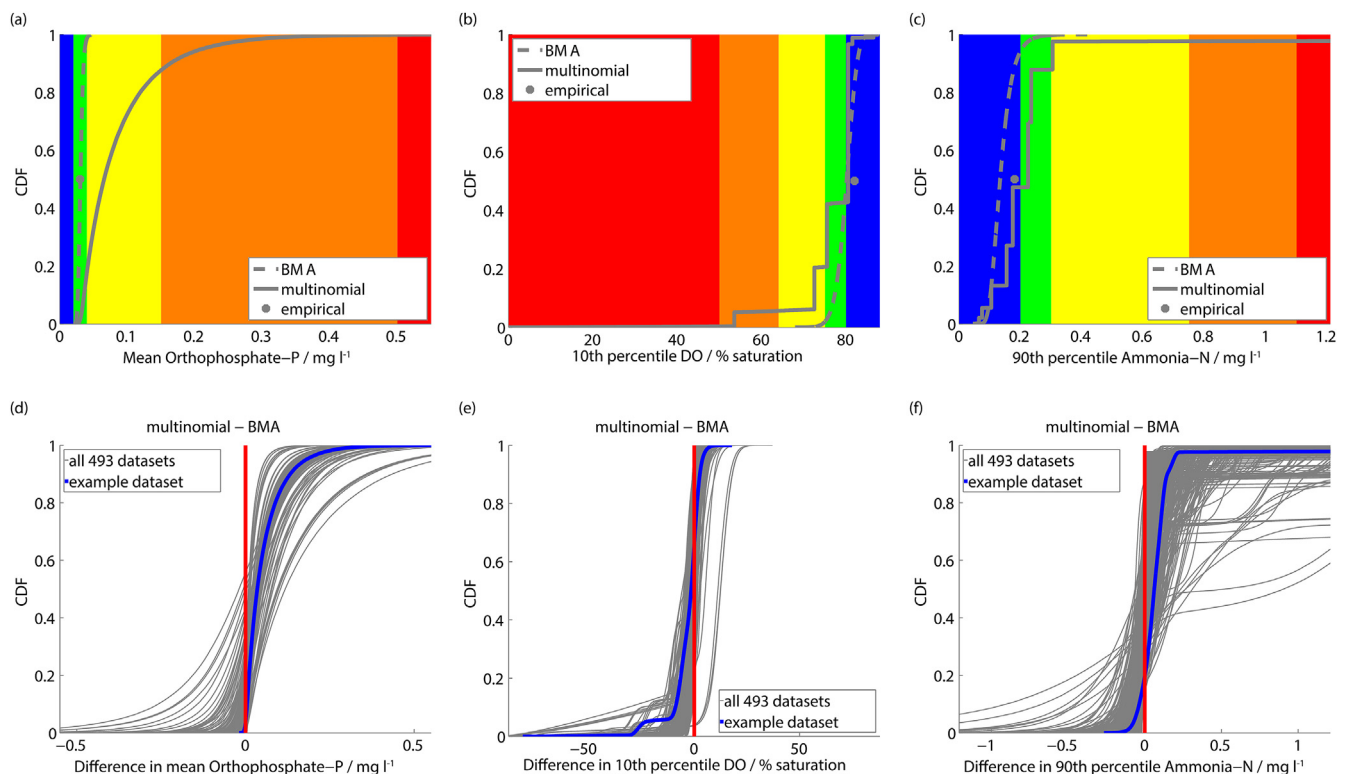 (a)
1
0.8
0.6
0.4
0.2
0
CDF
BM A
multinomial
empirical
0 0.1 0.2 0.3 0.4 0.5
Mean Orthophosphate–P / mg l-1
(b)
1
0.8
0.6
0.4
0.2
0
CDF
BM A
multinomial
empirical
0 20 40 60 80
10th percentile DO / % saturation
(c)
1
0.8
0.6
0.4
0.2
0
CDF
BM A
multinomial
empirical
0 0.2 0.4 0.6 0.8 1 1.2
90th percentile Ammonia–N / mg l-1
(d)
multinomial – BMA
1
0.8
0.6
0.4
0.2
0
CDF
all 493 datasets
example dataset
−0.5 0 0.5
Difference in mean Orthophosphate–P / mg l-1
(e)
multinomial – BMA
1
0.8
0.6
0.4
0.2
0
CDF
all 493 datasets
example dataset
−50 0 50
Difference in 10th percentile DO / % saturation
(f)
multinomial – BMA
1
0.8
0.6
0.4
0.2
0
CDF
all 493 datasets
example dataset
−1 −0.5 0 0.5 1
Difference in 90th percentile Ammonia–N / mg l-1